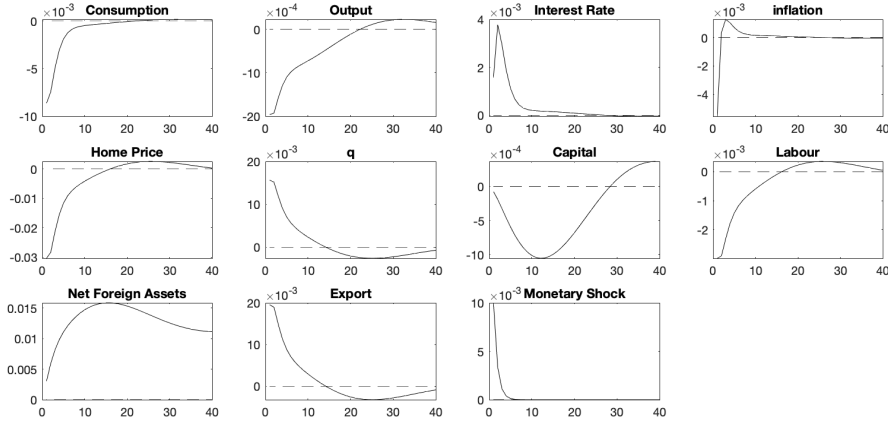 ×10⁻³ Consumption
0
-5
-10
0 10 20 30 40
×10⁻⁴ Output
0
-10
-20
0 10 20 30 40
×10⁻³ Interest Rate
4
2
0
0 10 20 30 40
×10⁻³ inflation
0
-2
-4
0 10 20 30 40
Home Price
0
-0.01
-0.02
-0.03
0 10 20 30 40
×10⁻³ q
20
10
0
0 10 20 30 40
×10⁻⁴ Capital
0
-5
-10
0 10 20 30 40
×10⁻³ Labour
0
-2
0 10 20 30 40
Net Foreign Assets
0.015
0.01
0.005
0
0 10 20 30 40
×10⁻³ Export
20
10
0
0 10 20 30 40
×10⁻³ Monetary Shock
10
5
0
0 10 20 30 40